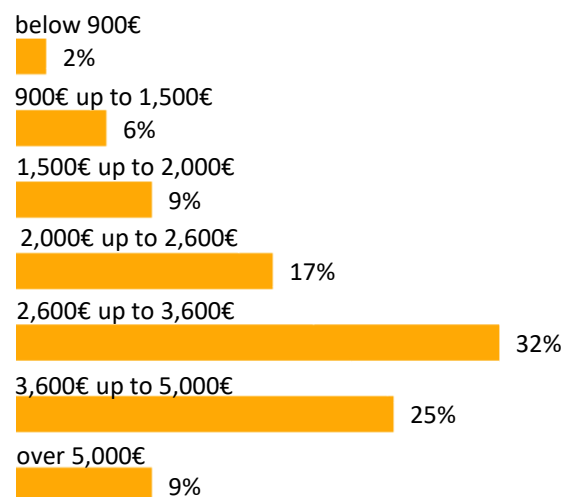 below 900€
2%
900€ up to 1,500€
6%
1,500€ up to 2,000€
9%
2,000€ up to 2,600€
17%
2,600€ up to 3,600€
32%
3,600€ up to 5,000€
25%
over 5,000€
9%